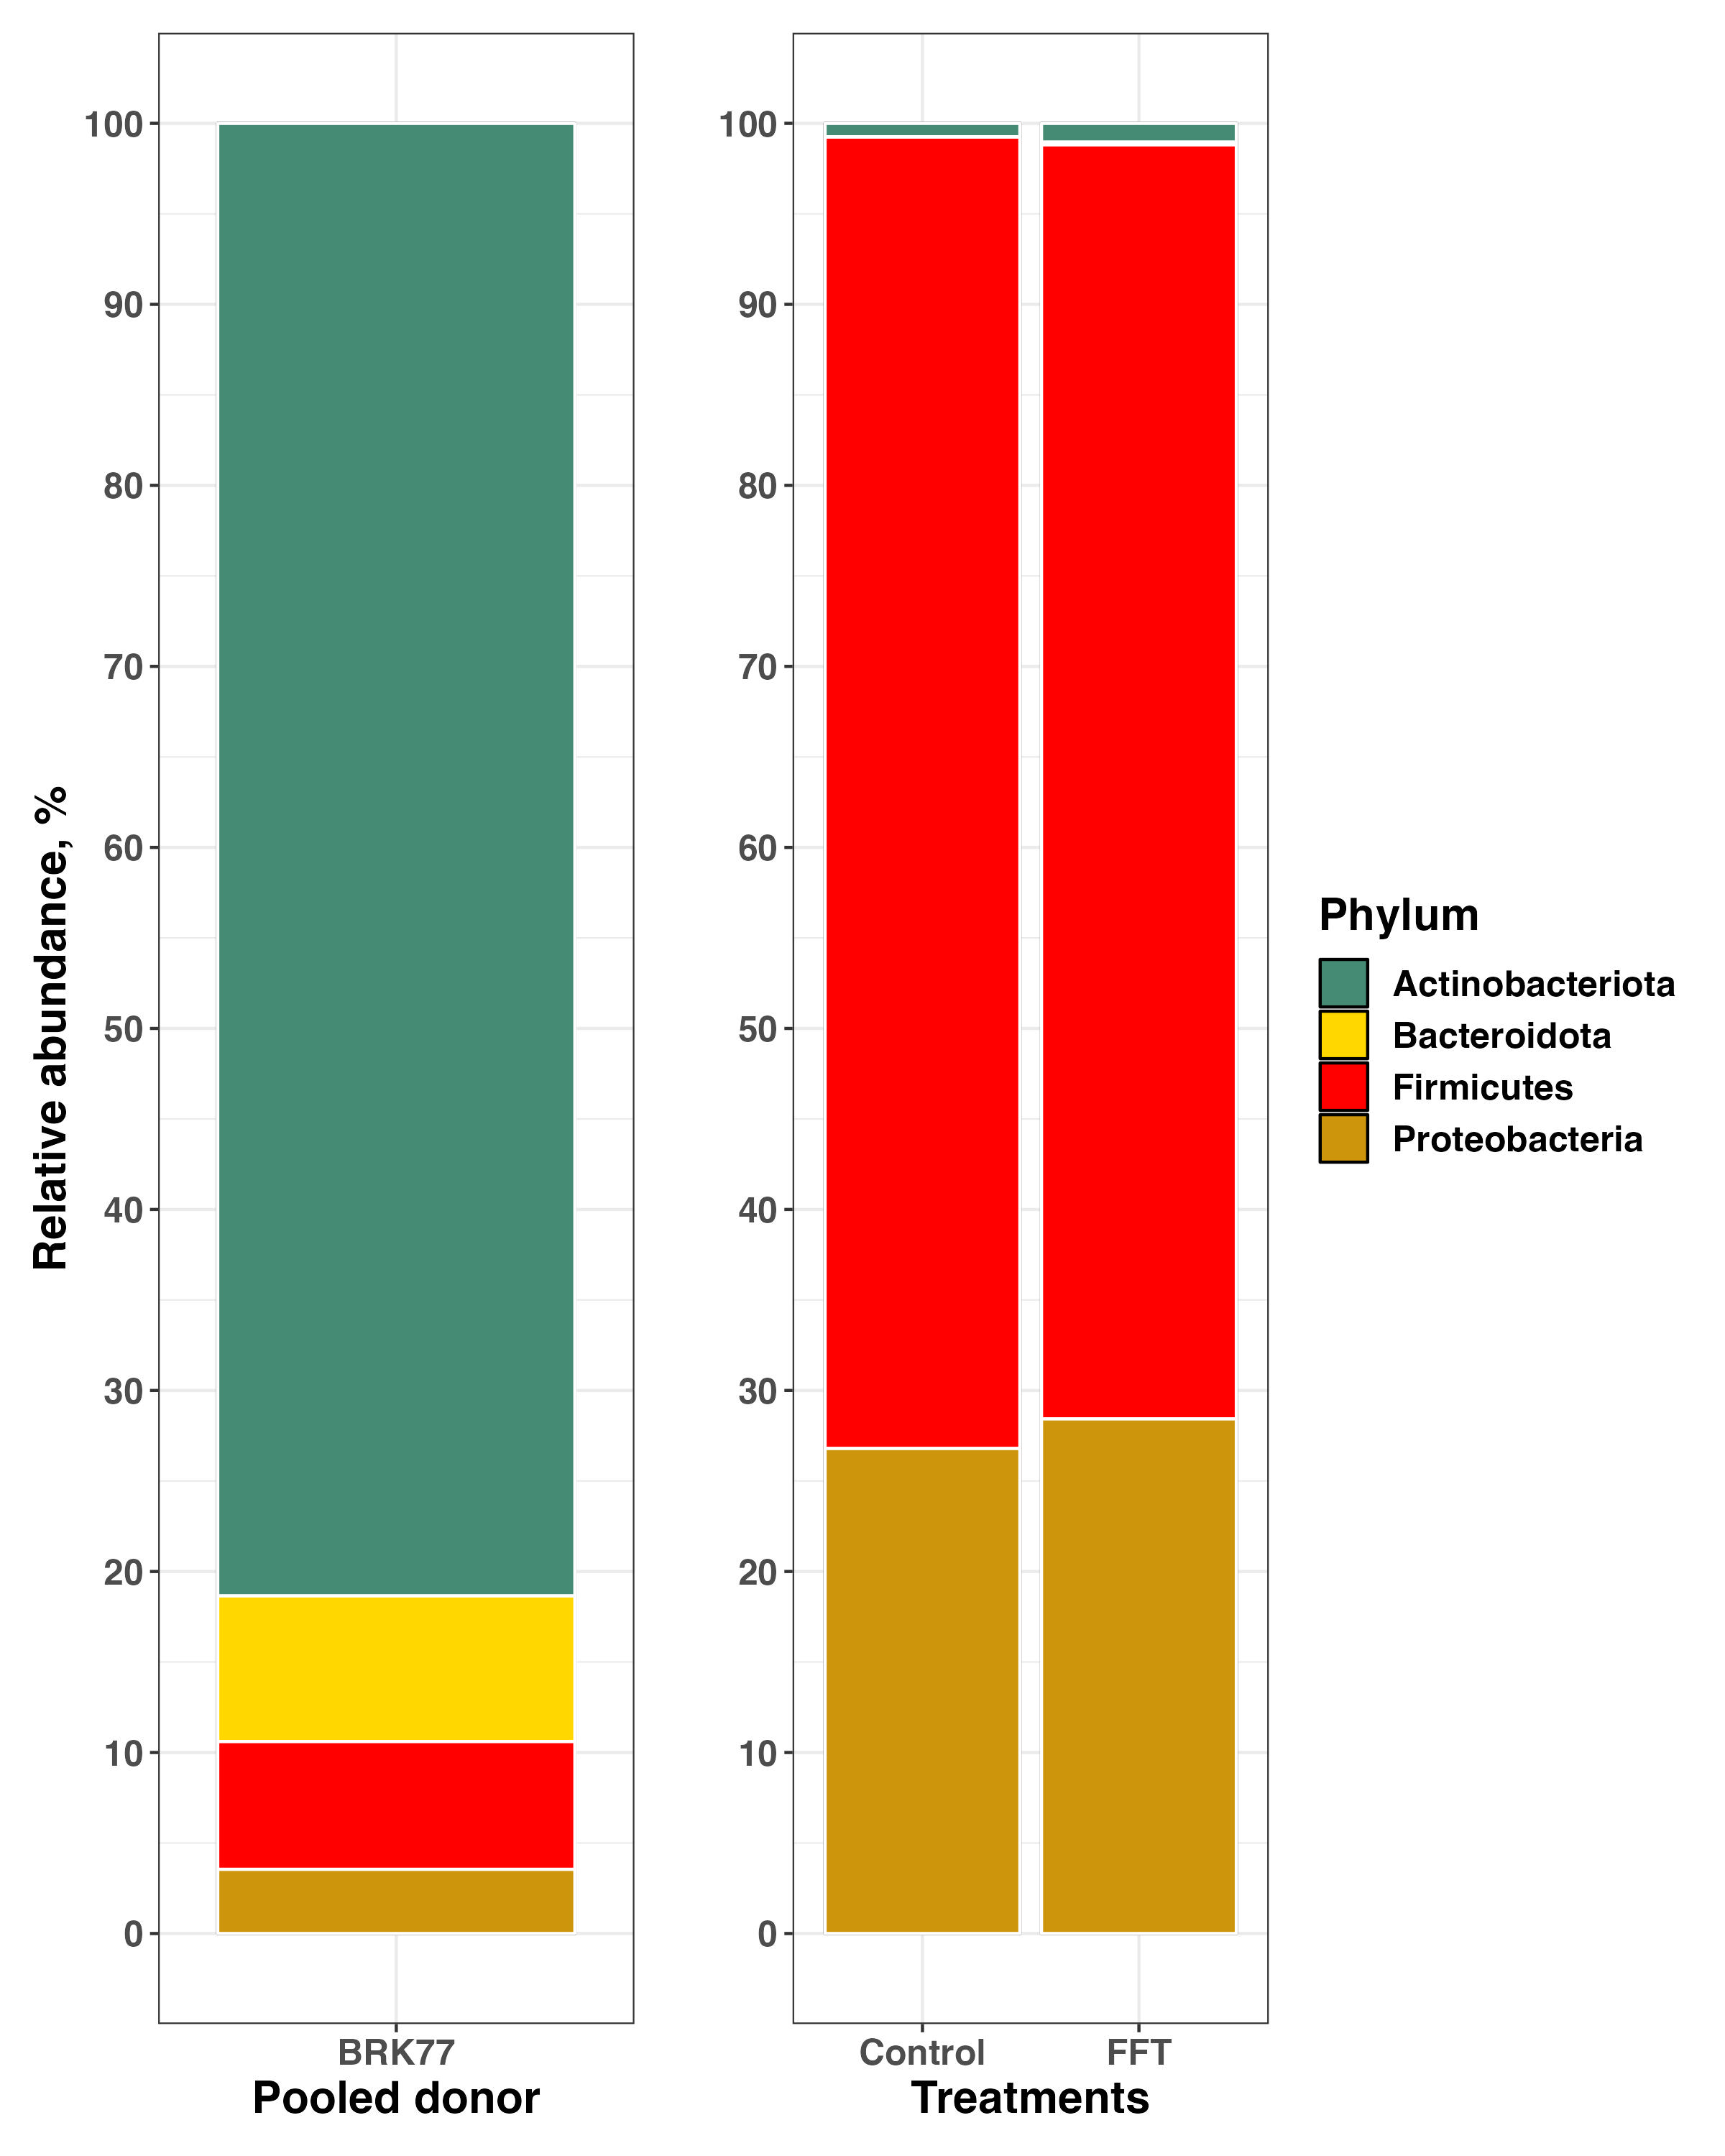 Relative abundance, %
100
90
80
70
60
50
40
30
20
10
0
BRK77
Pooled donor
100
90
80
70
60
50
40
30
20
10
0
Control FFT
Treatments
Phylum
Actinobacteriota
Bacteroidota
Firmicutes
Proteobacteria